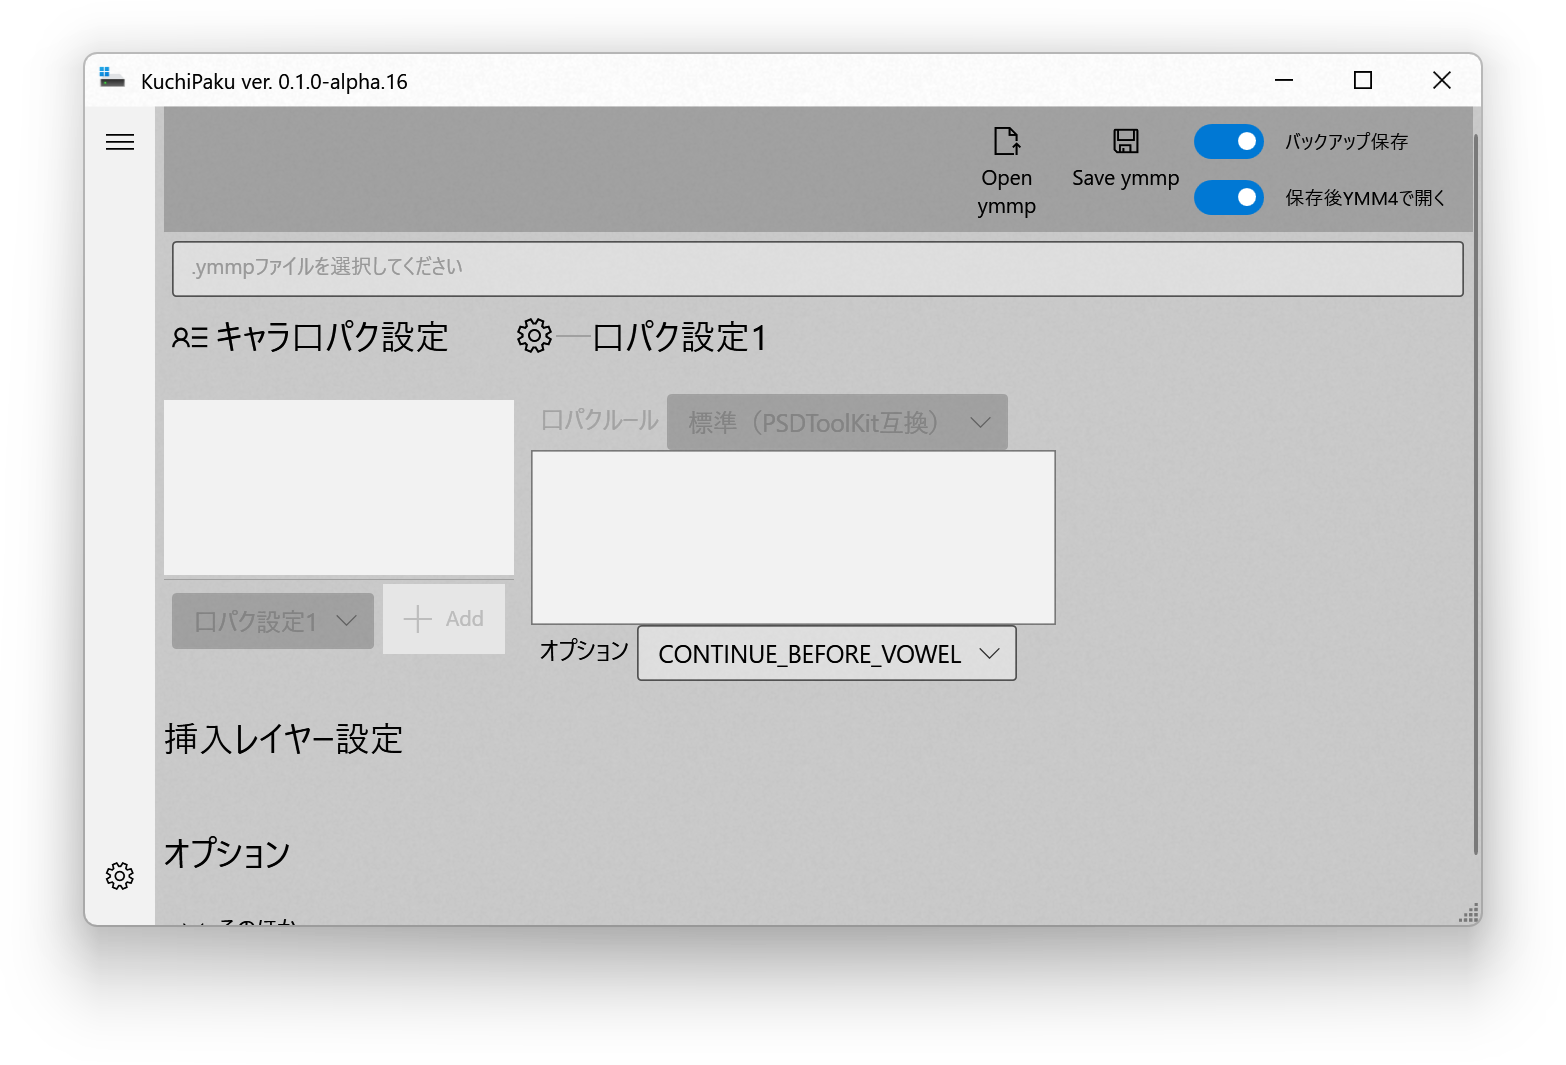 KuchiPaku ver. 0.1.0-alpha.16
Open
ymmp
Save ymmp
バックアップ保存
保存後YMM4で開く
.ymmpファイルを選択してください
キャラ口パク設定
口パク設定1
口パクルール
標準（PSDToolKit互換）
口パク設定1
Add
オプション
CONTINUE_BEFORE_VOWEL
挿入レイヤー設定
オプション